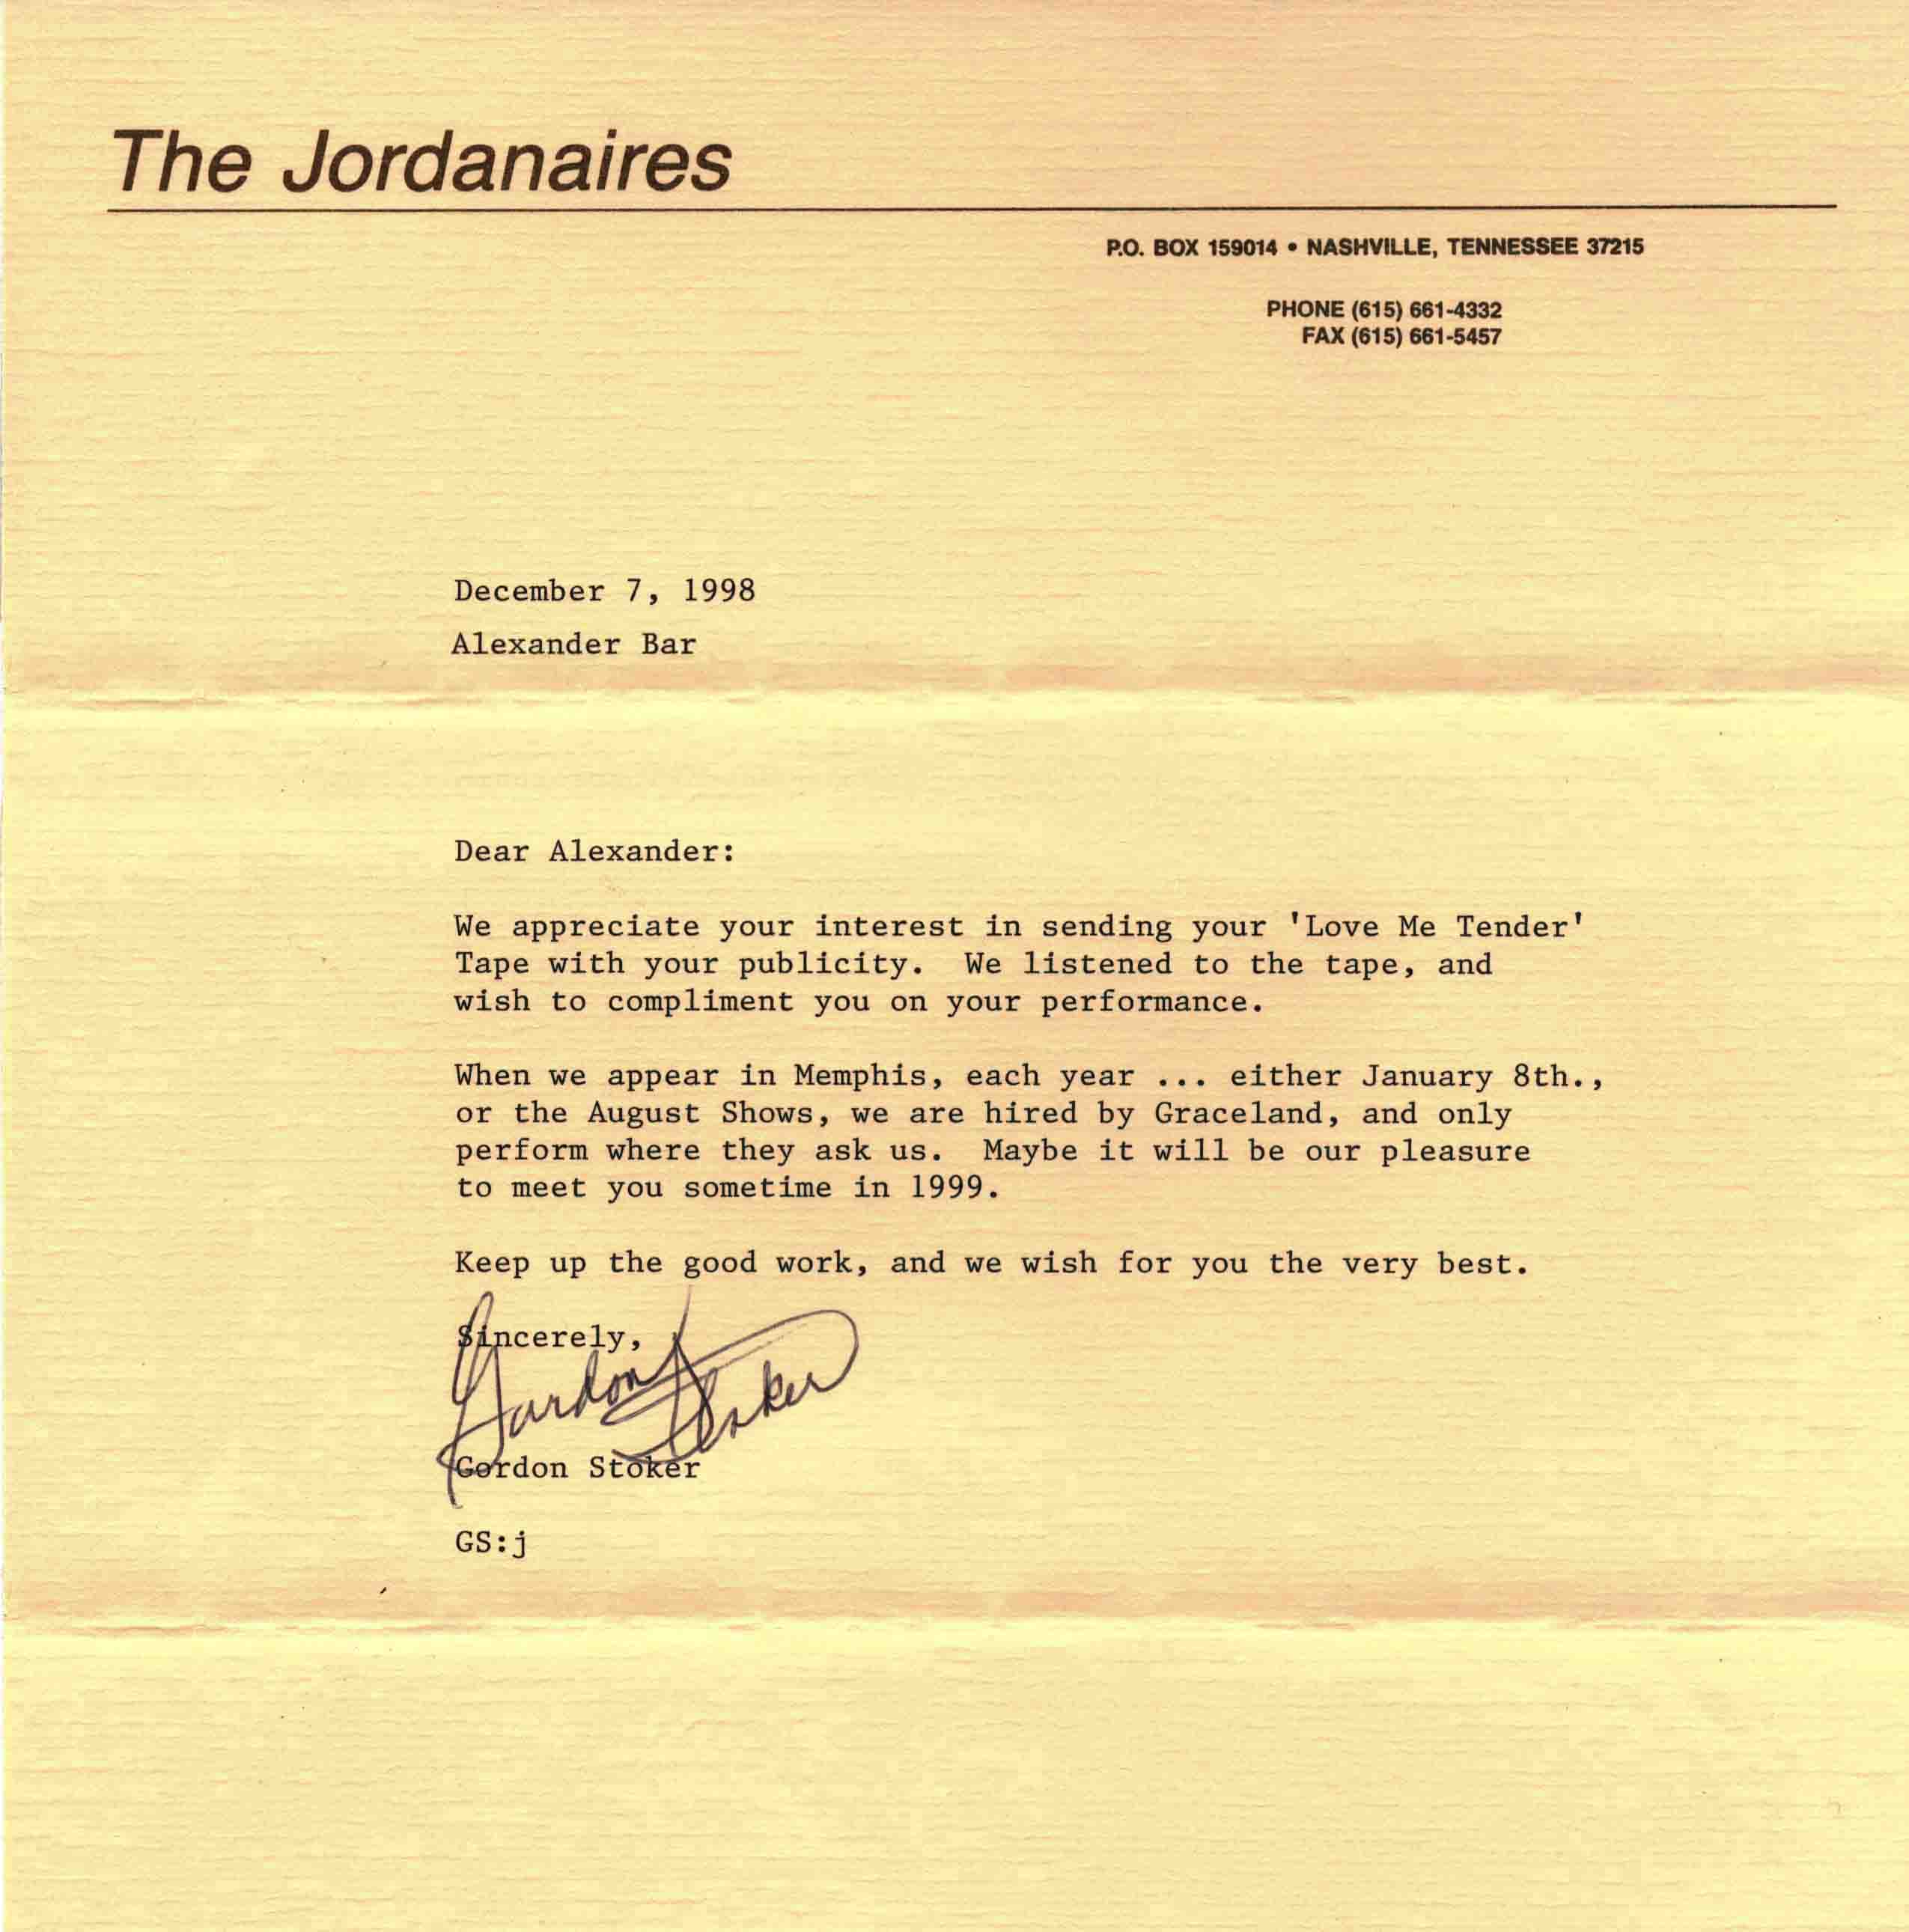 The Jordanaires
P.O. BOX 159014 • NASHVILLE, TENNESSEE 37215
PHONE (615) 661-4332
FAX (615) 661-5457
December 7, 1998
Alexander Bar
Dear Alexander:
We appreciate your interest in sending your 'Love Me Tender'
Tape with your publicity.  We listened to the tape, and
wish to compliment you on your performance.
When we appear in Memphis, each year ... either January 8th.,
or the August Shows, we are hired by Graceland, and only
perform where they ask us.  Maybe it will be our pleasure
to meet you sometime in 1999.
Keep up the good work, and we wish for you the very best.
Sincerely,
Gordon Stoker
Gordon Stoker
GS:j